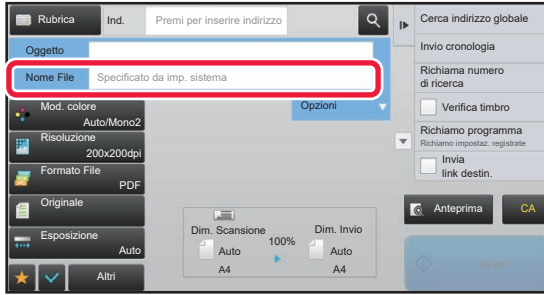 Rubrica
Ind.
Premi per inserire indirizzo
Oggetto
Nome File
Specificato da imp. sistema
Mod. colore
Auto/Mono2
Opzioni
Risoluzione
200x200dpi
Formato File
PDF
Originale
Esposizione
Auto
Altri
Dim. Scansione
Auto
A4
100%
Dim. Invio
Auto
A4
Cerca indirizzo globale
Invio cronologia
Richiama numero
di ricerca
Verifica timbro
Richiamo programma
Richiamo impostaz. registrate
Invia
link destin.
Anteprima
CA
Avvio